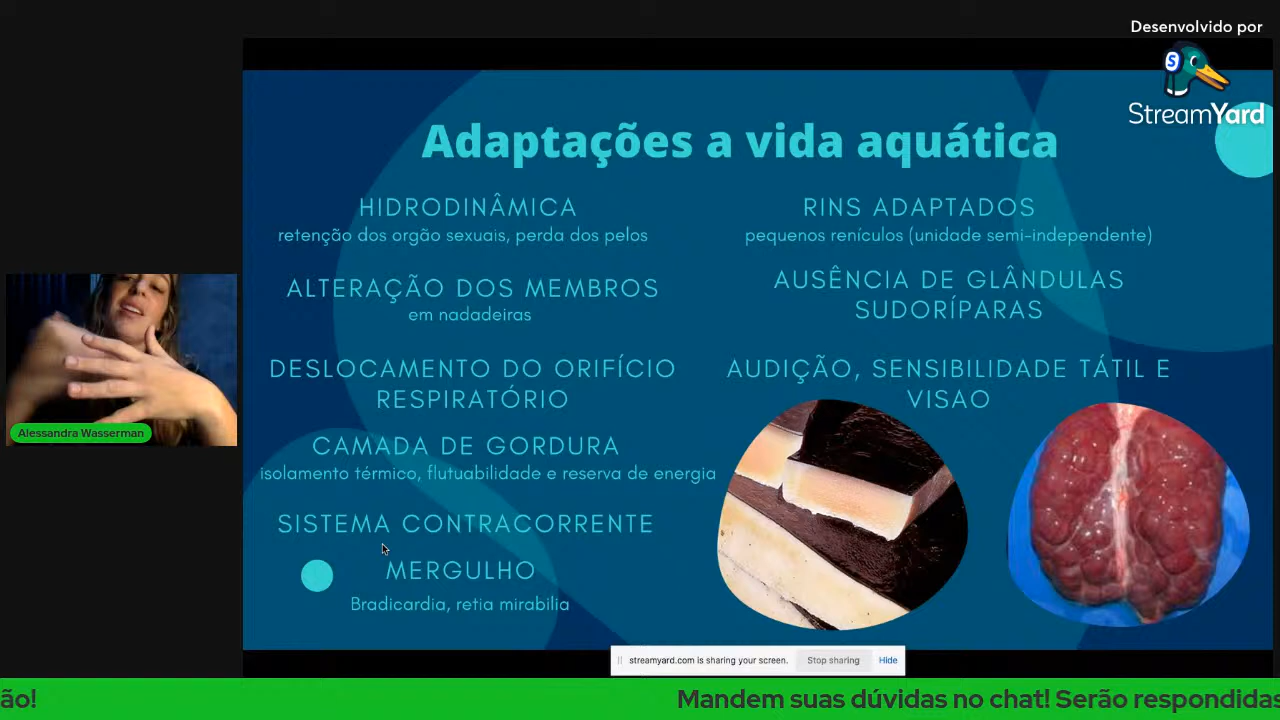 Desenvolvido por
StreamYard
Adaptações a vida aquática
HIDRODINÂMICA
retenção dos orgão sexuais, perda dos pelos
ALTERAÇÃO DOS MEMBROS
em nadadeiras
DESLOCAMENTO DO ORIFÍCIO
RESPIRATÓRIO
CAMADA DE GORDURA
isolamento térmico, flutuabilidade e reserva de energia
SISTEMA CONTRACORRENTE
MERGULHO
Bradicardia, retia mirabilia
RINS ADAPTADOS
pequenos renículos (unidade semi-independente)
AUSÊNCIA DE GLÂNDULAS
SUDORÍPARAS
AUDIÇÃO, SENSIBILIDADE TÁTIL E
VISAO
Alessandra Wasserman
streamyard.com is sharing your screen. Stop sharing Hide
ão! Mandem suas dúvidas no chat! Serão respondidas